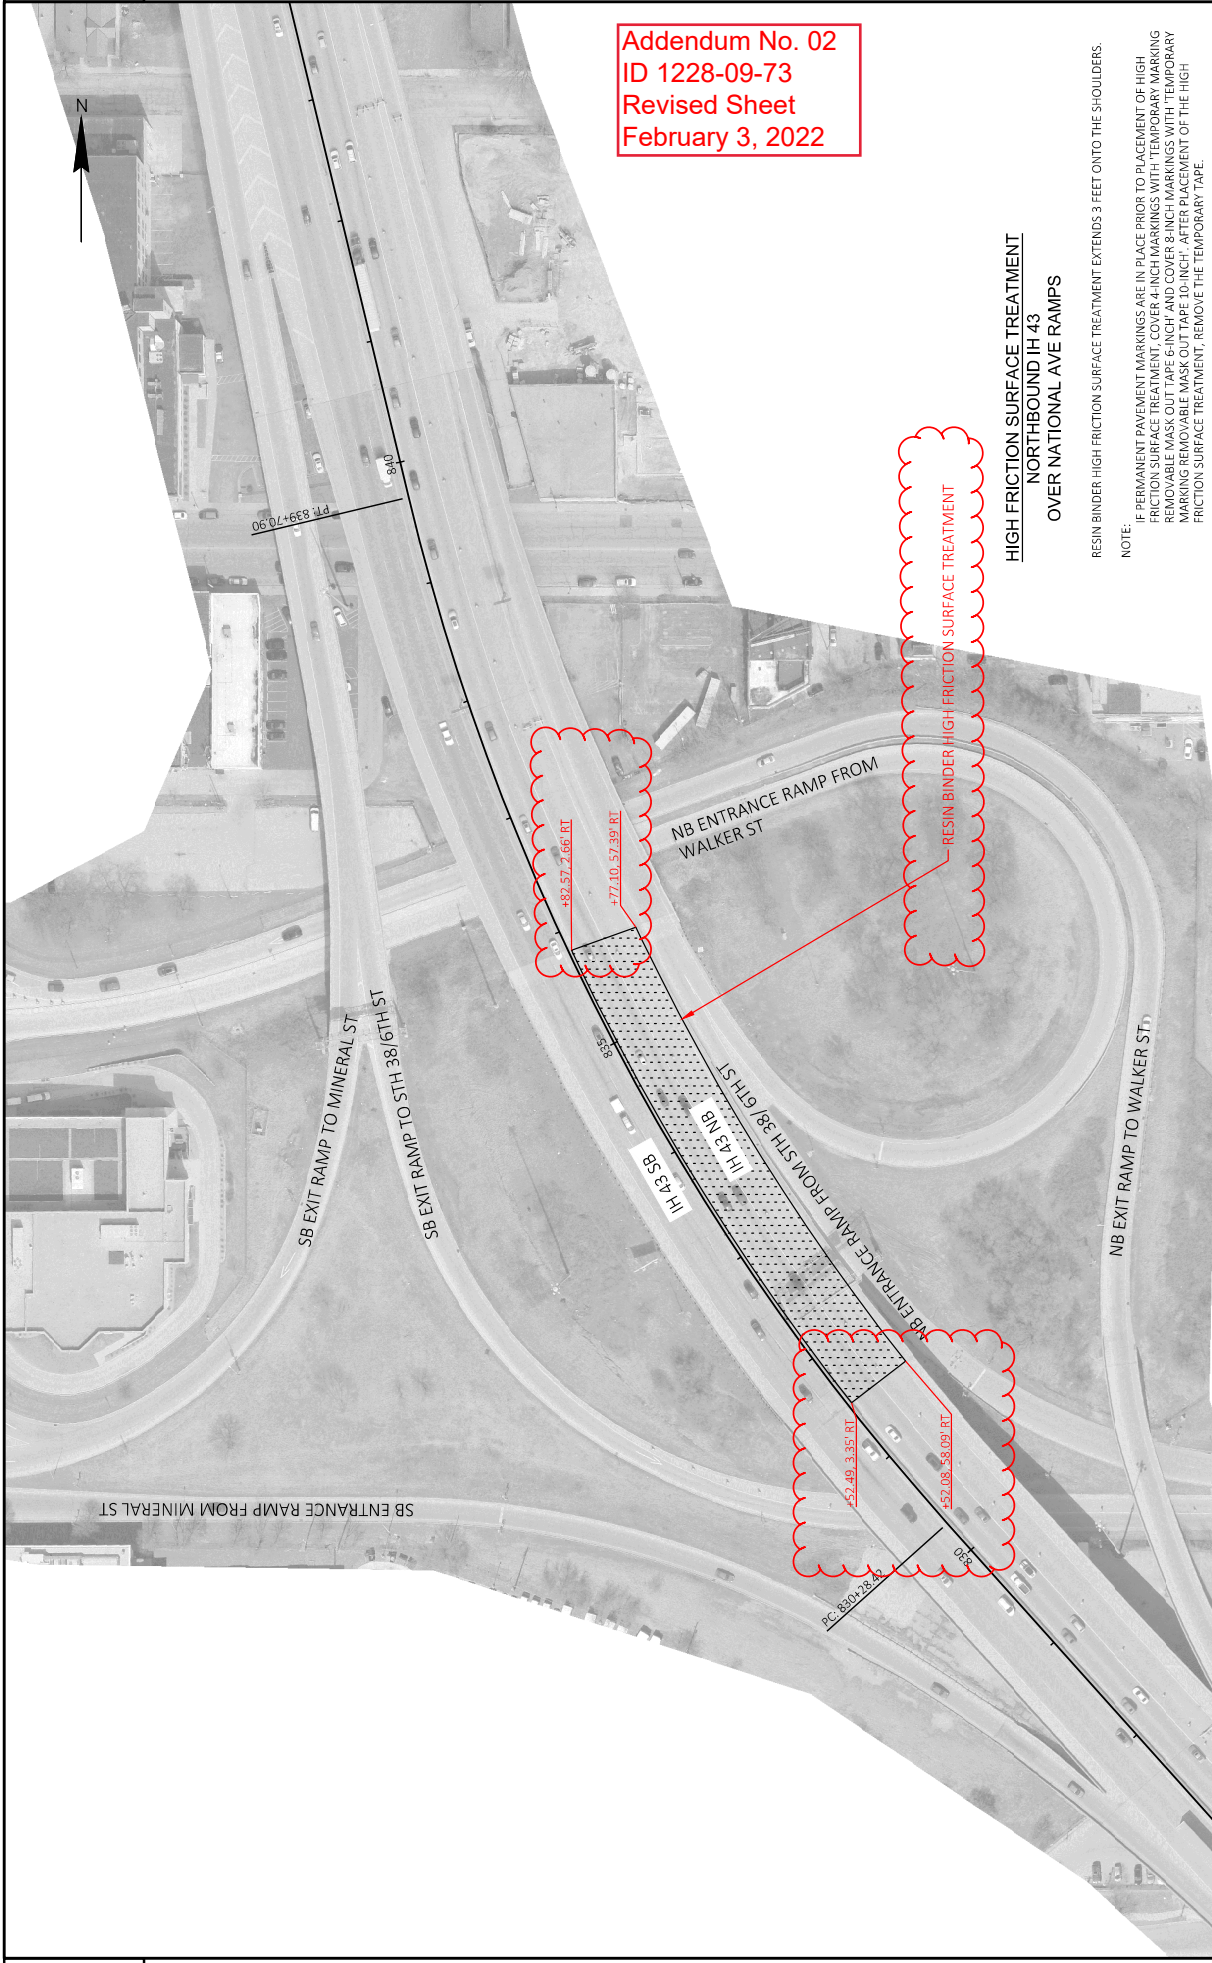 Addendum No. 02
ID 1228-09-73
Revised Sheet
February 3, 2022
N
HIGH FRICTION SURFACE TREATMENT
NORTHBOUND IH 43
OVER NATIONAL AVE RAMPS
RESIN BINDER HIGH FRICTION SURFACE TREATMENT EXTENDS 3 FEET ONTO THE SHOULDERS.
NOTE:
IF PERMANENT PAVEMENT MARKINGS ARE IN PLACE PRIOR TO PLACEMENT OF HIGH
FRICTION SURFACE TREATMENT, COVER 4-INCH MARKINGS WITH 'TEMPORARY MARKING
REMOVABLE MASK OUT TAPE 6-INCH' AND COVER 8-INCH MARKINGS WITH 'TEMPORARY
MARKING REMOVABLE MASK OUT TAPE 10-INCH'. AFTER PLACEMENT OF THE HIGH
FRICTION SURFACE TREATMENT, REMOVE THE TEMPORARY TAPE.
RESIN BINDER HIGH FRICTION SURFACE TREATMENT
840
PT: 839+70.90
+82.57, 2.66' RT
+77.10, 57.39' RT
NB ENTRANCE RAMP FROM
WALKER ST
835
IH 43 SB
IH 43 NB
NB ENTRANCE RAMP FROM STH 38/ 6TH ST
SB EXIT RAMP TO MINERAL ST
SB EXIT RAMP TO STH 38/6TH ST
NB EXIT RAMP TO WALKER ST
+52.49, 3.35' RT
+52.08, 58.09' RT
SB ENTRANCE RAMP FROM MINERAL ST
PC: 830+28.42
830